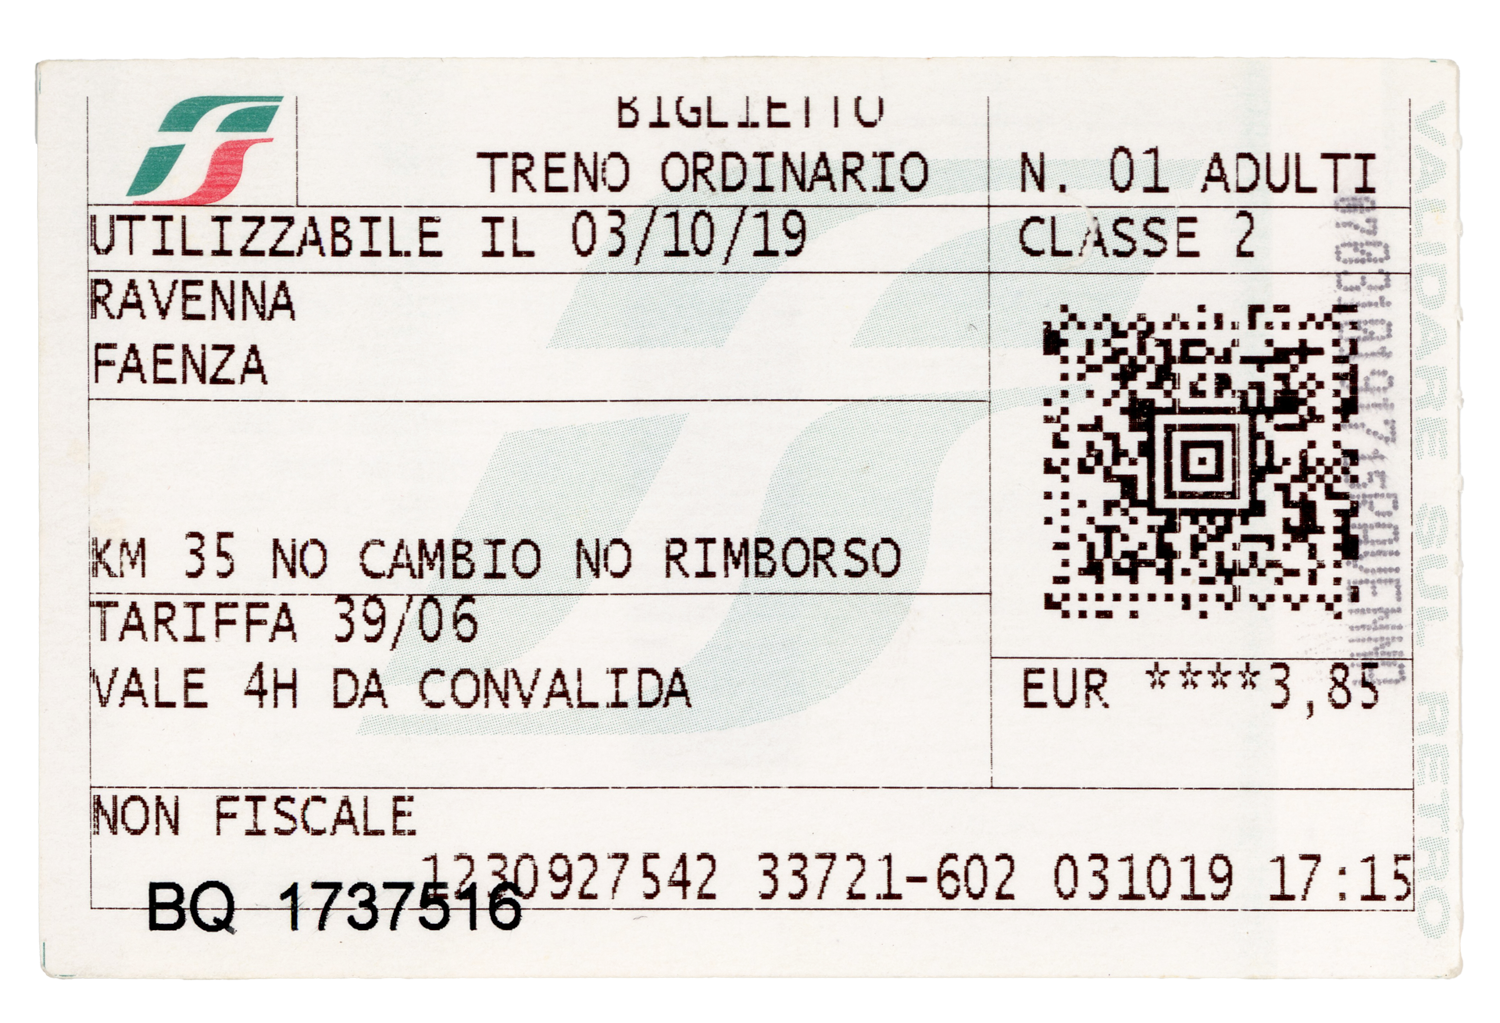 BIGLIETTO
TRENO ORDINARIO
N. 01 ADULTI
UTILIZZABILE IL 03/10/19
CLASSE 2
RAVENNA
FAENZA
KM 35 NO CAMBIO NO RIMBORSO
TARIFFA 39/06
VALE 4H DA CONVALIDA
EUR ****3,85
NON FISCALE
1230927542 33721-602 031019 17:15
BQ 1737516
VALIDARE SUL RETRO